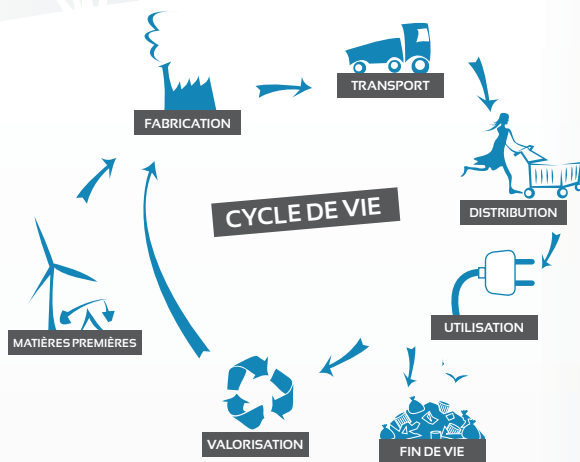 TRANSPORT
FABRICATION
CYCLE DE VIE
DISTRIBUTION
UTILISATION
MATIÈRES PREMIÈRES
VALORISATION
FIN DE VIE